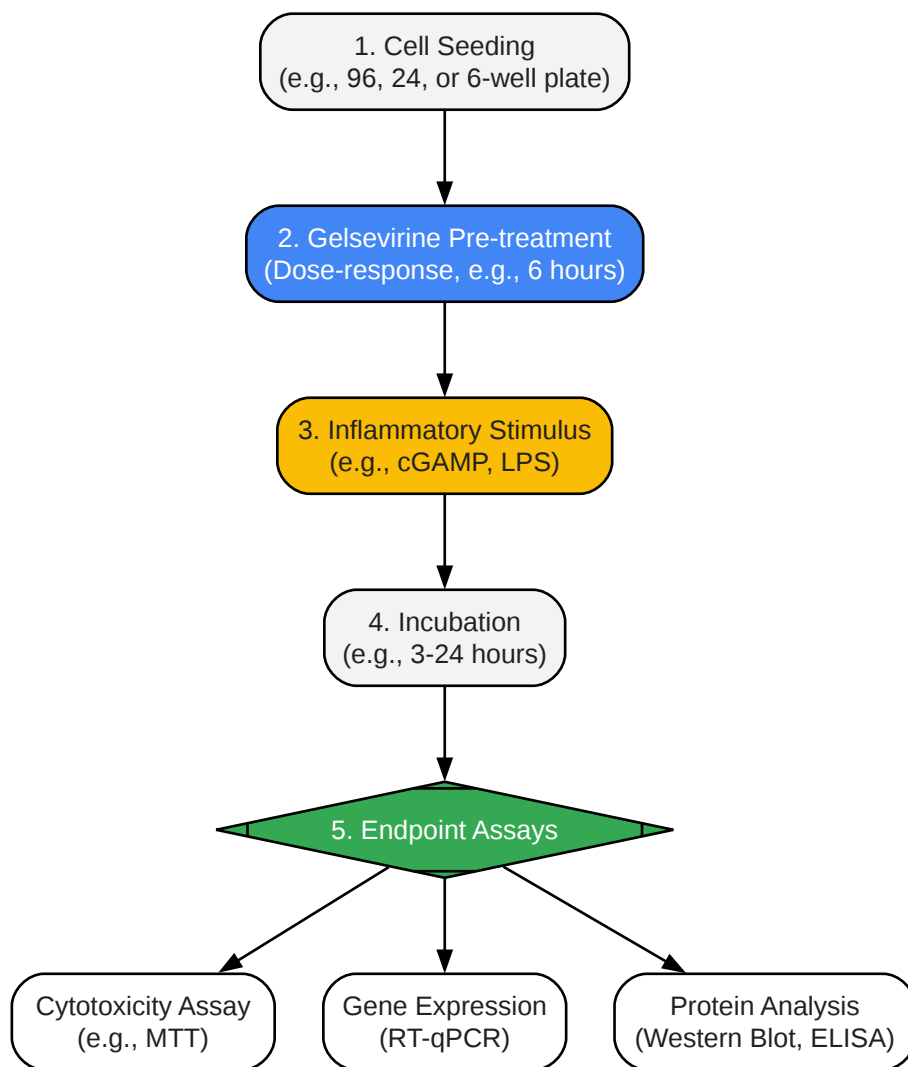 1. Cell Seeding
(e.g., 96, 24, or 6-well plate)
2. Gelsevirine Pre-treatment
(Dose-response, e.g., 6 hours)
3. Inflammatory Stimulus
(e.g., cGAMP, LPS)
4. Incubation
(e.g., 3-24 hours)
5. Endpoint Assays
Cytotoxicity Assay
(e.g., MTT)
Gene Expression
(RT-qPCR)
Protein Analysis
(Western Blot, ELISA)